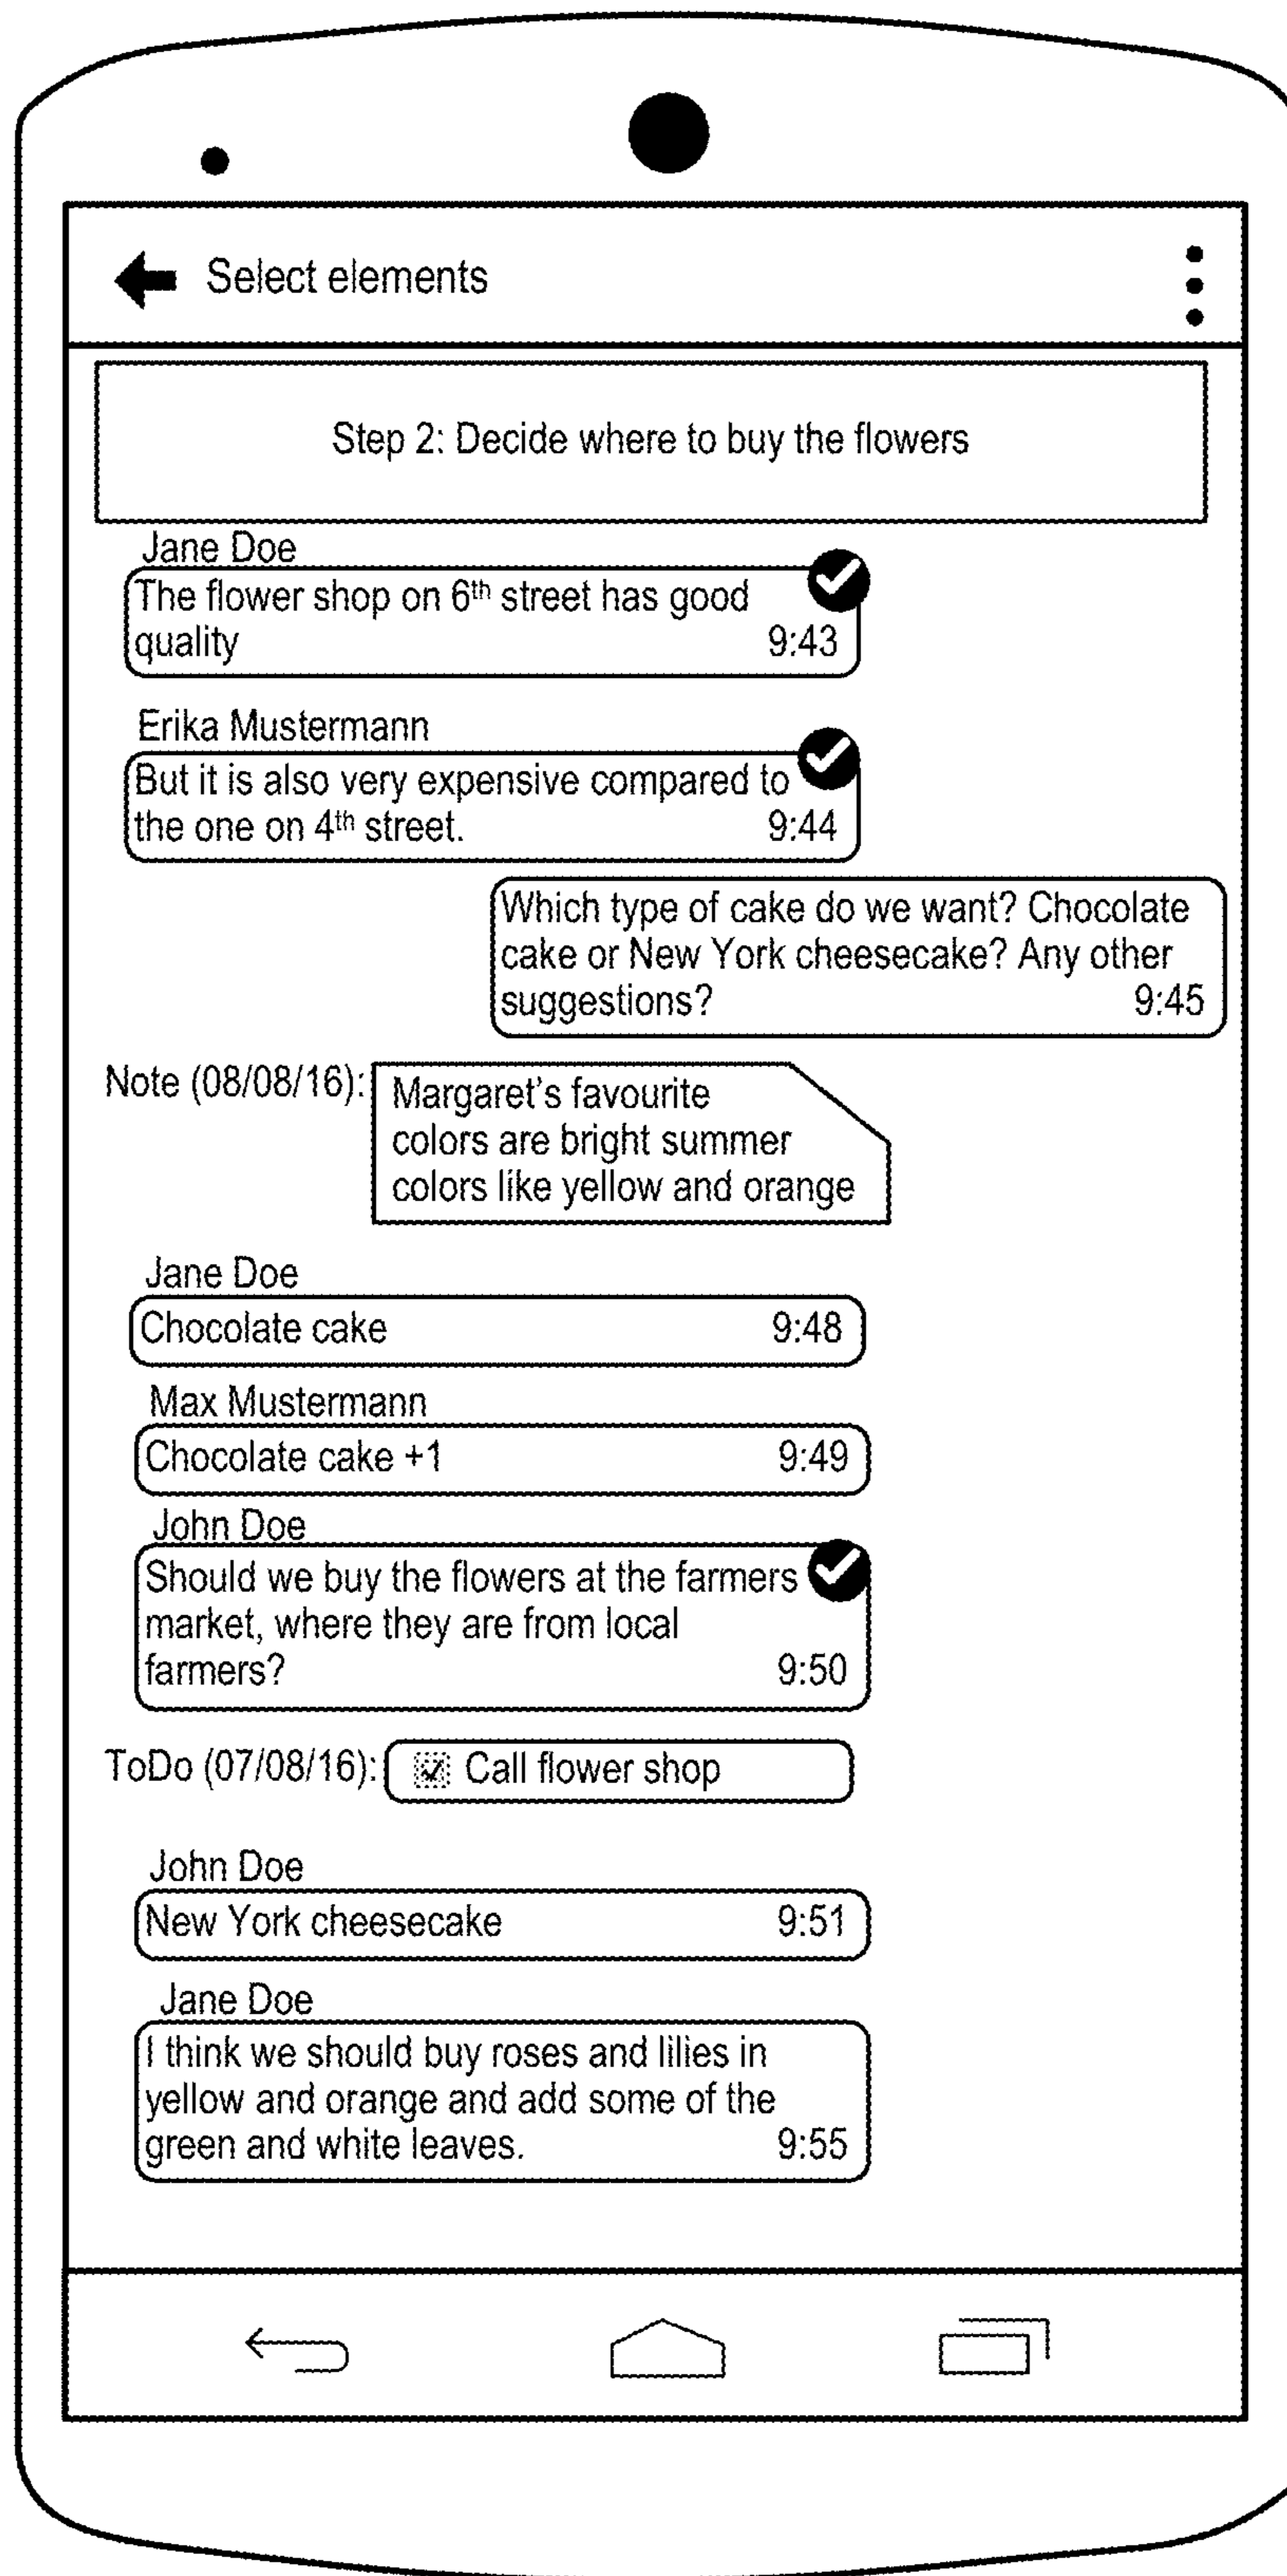 Select elements
Step 2: Decide where to buy the flowers
Jane Doe
The flower shop on 6th street has good
quality 9:43
Erika Mustermann
But it is also very expensive compared to
the one on 4th street. 9:44
Which type of cake do we want? Chocolate
cake or New York cheesecake? Any other
suggestions? 9:45
Note (08/08/16):
Margaret's favourite
colors are bright summer
colors like yellow and orange
Jane Doe
Chocolate cake 9:48
Max Mustermann
Chocolate cake +1 9:49
John Doe
Should we buy the flowers at the farmers
market, where they are from local
farmers? 9:50
ToDo (07/08/16): Call flower shop
John Doe
New York cheesecake 9:51
Jane Doe
I think we should buy roses and lilies in
yellow and orange and add some of the
green and white leaves. 9:55